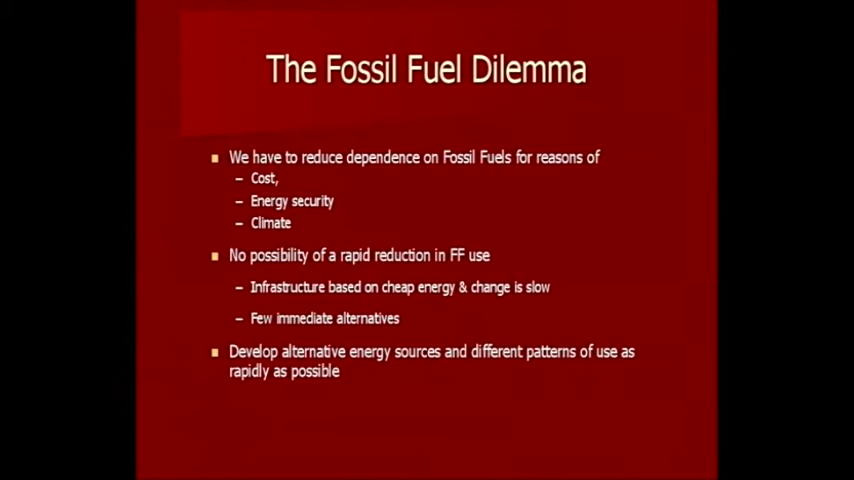 The Fossil Fuel Dilemma
■ We have to reduce dependence on Fossil Fuels for reasons of
– Cost,
– Energy security
– Climate
■ No possibility of a rapid reduction in FF use
– Infrastructure based on cheap energy & change is slow
– Few immediate alternatives
■ Develop alternative energy sources and different patterns of use as
rapidly as possible